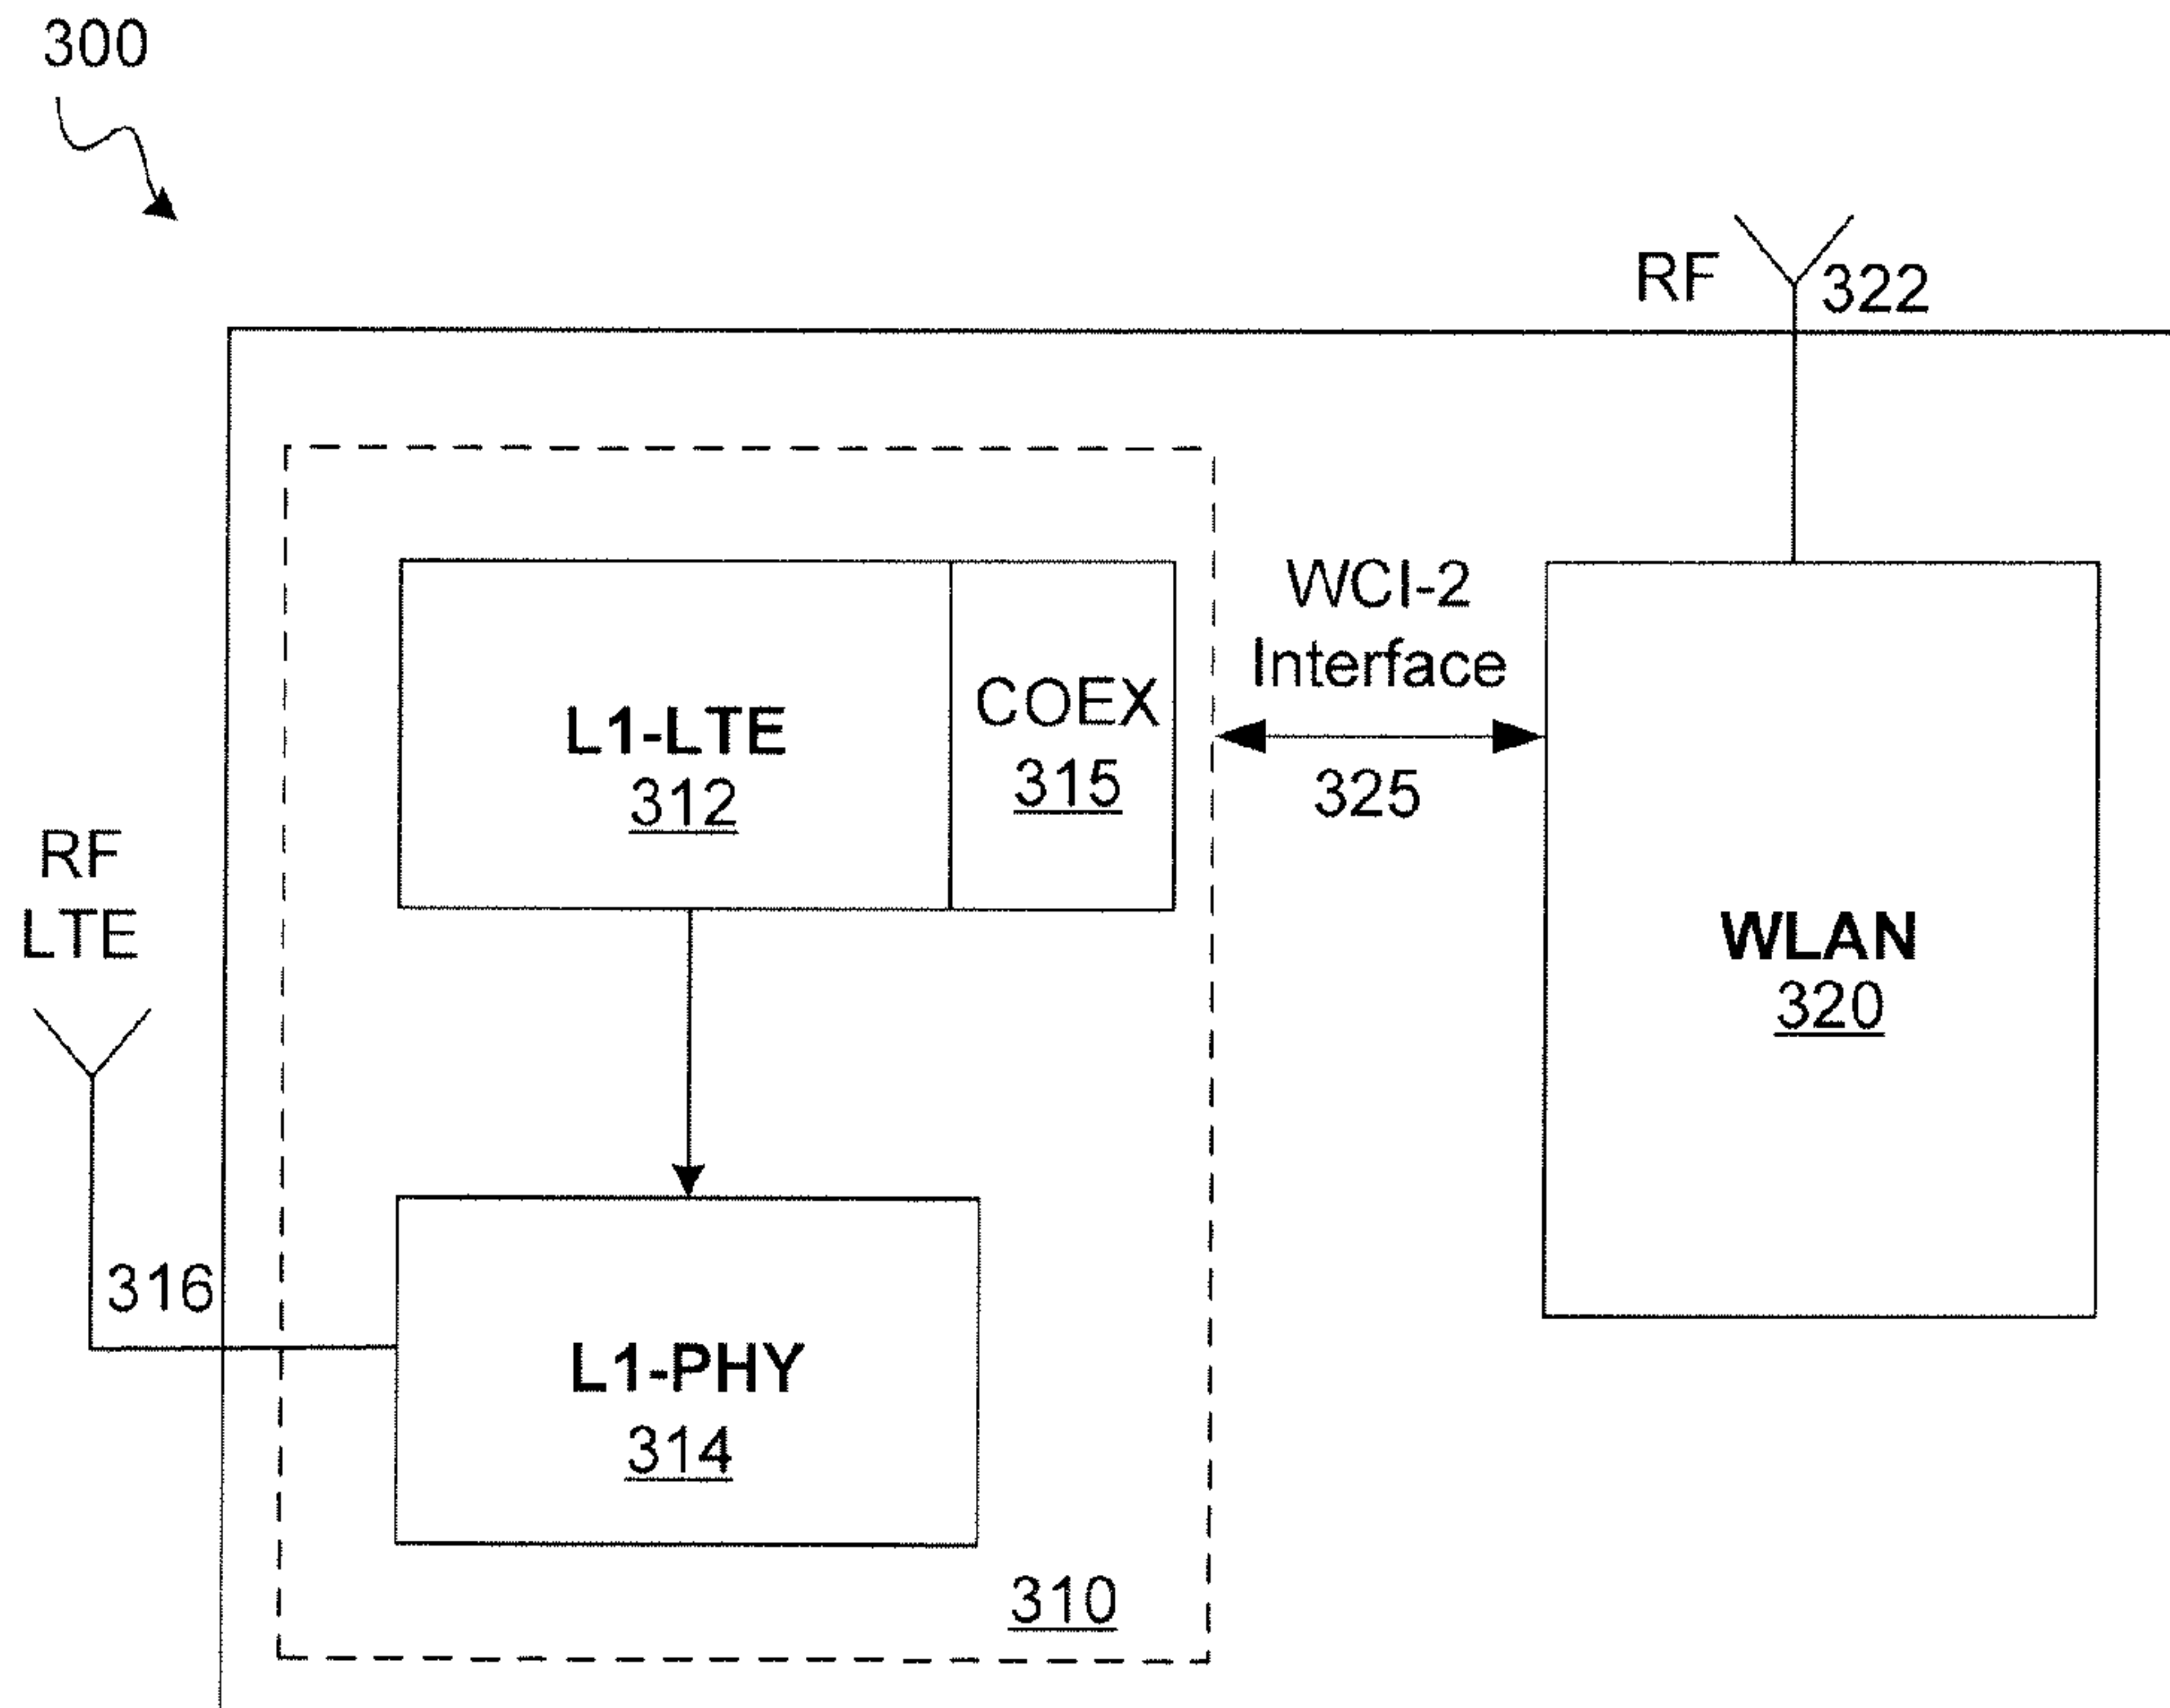 300
RF
322
WCI-2
Interface
325
L1-LTE
312
COEX
315
RF
LTE
316
WLAN
320
L1-PHY
314
310